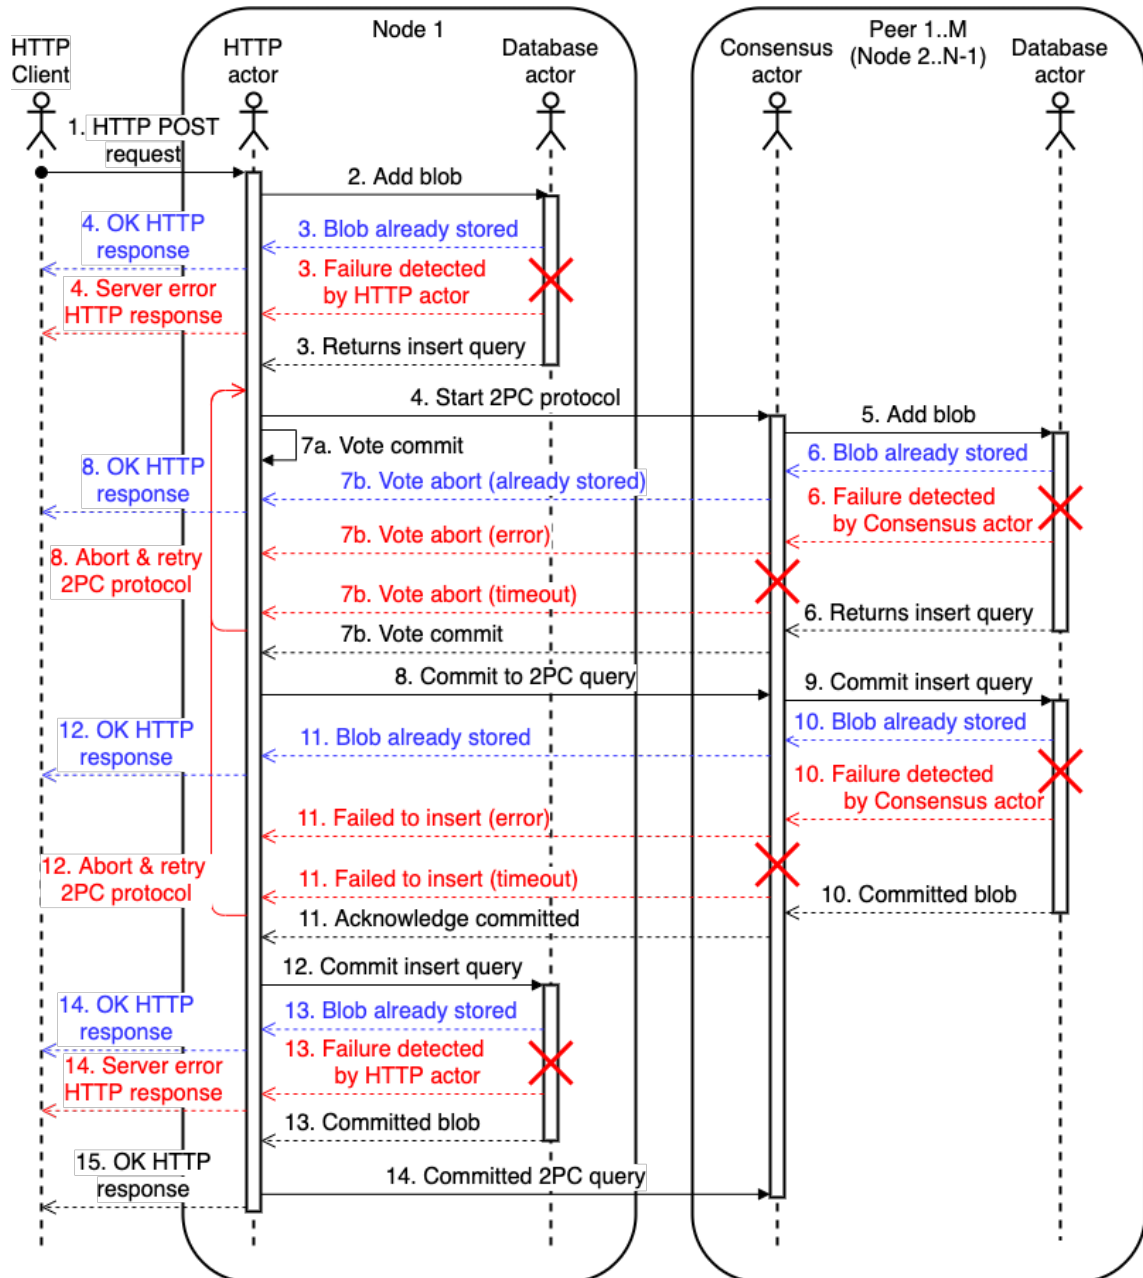 Node 1
Peer 1..M
(Node 2..N-1)
HTTP
Client
HTTP
actor
Database
actor
Consensus
actor
Database
actor
1. HTTP POST
request
2. Add blob
4. OK HTTP
response
3. Blob already stored
3. Failure detected
by HTTP actor
4. Server error
HTTP response
3. Returns insert query
4. Start 2PC protocol
5. Add blob
7a. Vote commit
6. Blob already stored
8. OK HTTP
response
7b. Vote abort (already stored)
6. Failure detected
by Consensus actor
7b. Vote abort (error)
8. Abort & retry
2PC protocol
7b. Vote abort (timeout)
6. Returns insert query
7b. Vote commit
8. Commit to 2PC query
9. Commit insert query
10. Blob already stored
12. OK HTTP
response
11. Blob already stored
10. Failure detected
by Consensus actor
11. Failed to insert (error)
12. Abort & retry
2PC protocol
11. Failed to insert (timeout)
10. Committed blob
11. Acknowledge committed
12. Commit insert query
14. OK HTTP
response
13. Blob already stored
13. Failure detected
by HTTP actor
14. Server error
HTTP response
13. Committed blob
15. OK HTTP
response
14. Committed 2PC query